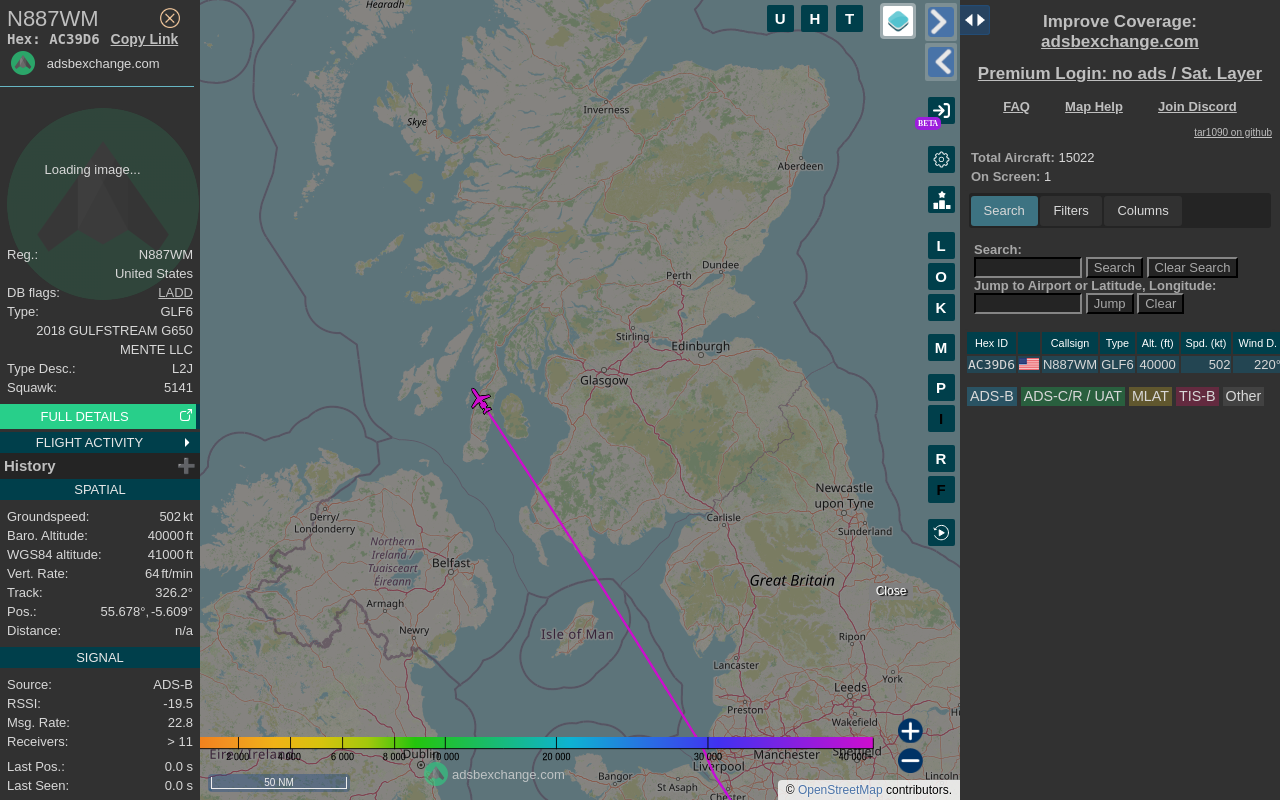 N887WM
Hex: AC39D6 Copy Link
adsbexchange.com
Loading image...
Reg.: N887WM
United States
DB flags: LADD
Type: GLF6
2018 GULFSTREAM G650
MENTE LLC
Type Desc.: L2J
Squawk: 5141
FULL DETAILS
FLIGHT ACTIVITY
History
SPATIAL
Groundspeed: 502 kt
Baro. Altitude: 40000 ft
WGS84 altitude: 41000 ft
Vert. Rate: 64 ft/min
Track: 326.2°
Pos.: 55.678°, -5.609°
Distance: n/a
SIGNAL
Source: ADS-B
RSSI: -19.5
Msg. Rate: 22.8
Receivers: > 11
Last Pos.: 0.0 s
Last Seen: 0.0 s
Hearadh
Inverness
Skye
Aberdeen
Dundee
Perth
Stirling
Edinburgh
Glasgow
Newcastle
upon Tyne
Derry/
Londonderry
Carlisle
Sunderland
Northern
Ireland /
Tuaisceart
Éireann
Belfast
Great Britain
Close
Armagh
Newry
Isle of Man
Ripon
Lancaster
York
Leeds
Preston
Wakefield
Dublin
Liverpool
Manchester
Sheffield
2 000 4 000 6 000 8 000 10 000 20 000 30 000 40 000+
50 NM
adsbexchange.com
Bangor
St Asaph
Chester
Lincoln
© OpenStreetMap contributors.
U H T
BETA
L
O
K
M
P
I
R
F
Improve Coverage:
adsbexchange.com
Premium Login: no ads / Sat. Layer
FAQ Map Help Join Discord
tar1090 on github
Total Aircraft: 15022
On Screen: 1
Search Filters Columns
Search:
Search Clear Search
Jump to Airport or Latitude, Longitude:
Jump Clear
Hex ID Callsign Type Alt. (ft) Spd. (kt) Wind D.
AC39D6 N887WM GLF6 40000 502 220°
ADS-B ADS-C/R / UAT MLAT TIS-B Other